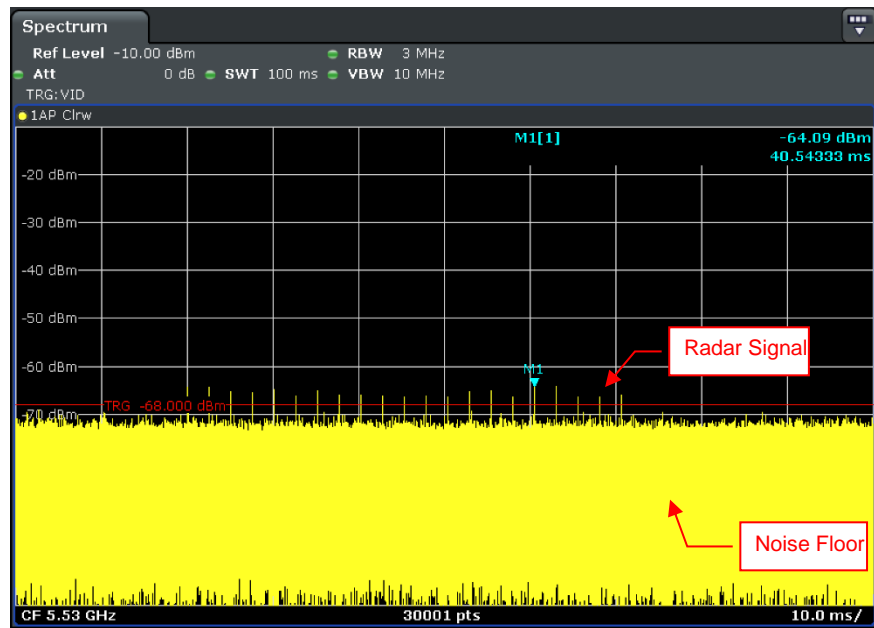 Spectrum
Ref Level -10.00 dBm RBW 3 MHz
Att 0 dB SWT 100 ms VBW 10 MHz
TRG:VID
1AP Clrw
M1[1] -64.09 dBm
40.54333 ms
-20 dBm
-30 dBm
-40 dBm
-50 dBm
Radar Signal
-60 dBm
M1
TRG -68.000 dBm
-70 dBm
Noise Floor
CF 5.53 GHz 30001 pts 10.0 ms/